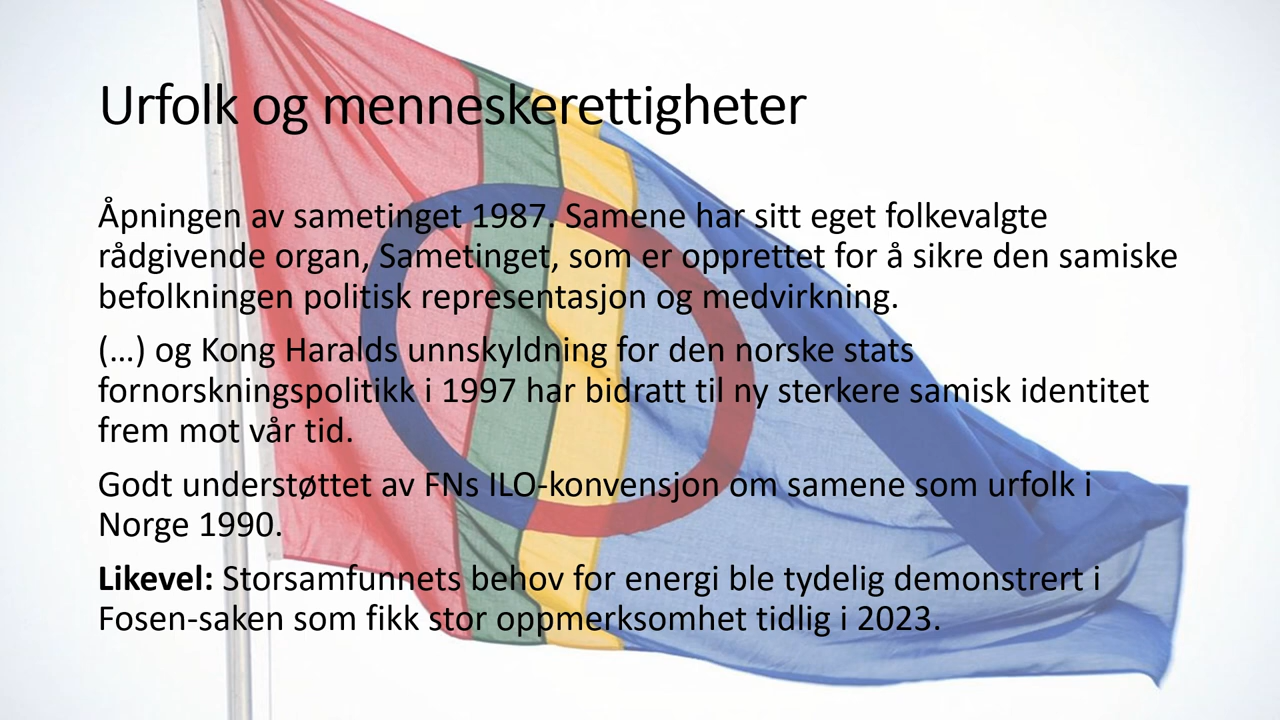 Urfolk og menneskerettigheter
Åpningen av sametinget 1987. Samene har sitt eget folkevalgte
rådgivende organ, Sametinget, som er opprettet for å sikre den samiske
befolkningen politisk representasjon og medvirkning.
(...) og Kong Haralds unnskyldning for den norske stats
fornorskningspolitikk i 1997 har bidratt til ny sterkere samisk identitet
frem mot vår tid.
Godt understøttet av FNs ILO-konvensjon om samene som urfolk i
Norge 1990.
Likevel: Storsamfunnets behov for energi ble tydelig demonstrert i
Fosen-saken som fikk stor oppmerksomhet tidlig i 2023.